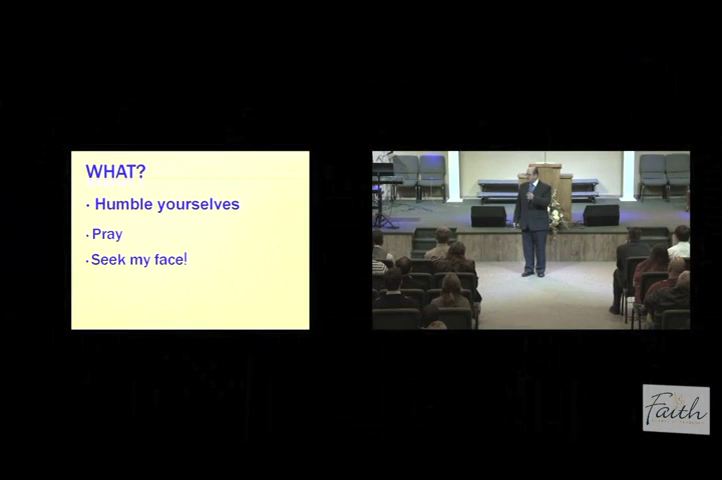 WHAT?
• Humble yourselves
• Pray
• Seek my face!
Faith